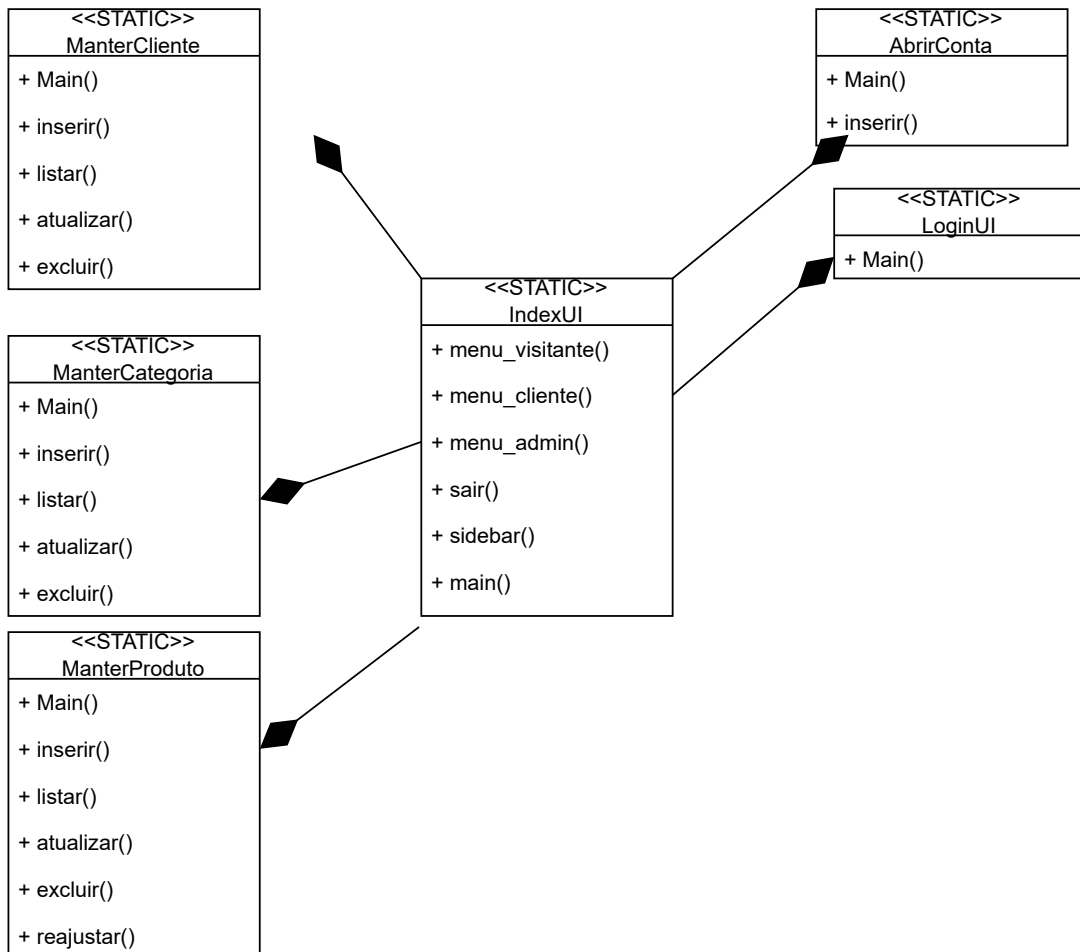 <<STATIC>>
ManterCliente
+ Main()
+ inserir()
+ listar()
+ atualizar()
+ excluir()
<<STATIC>>
AbrirConta
+ Main()
+ inserir()
<<STATIC>>
LoginUI
+ Main()
<<STATIC>>
IndexUI
+ menu_visitante()
+ menu_cliente()
+ menu_admin()
+ sair()
+ sidebar()
+ main()
<<STATIC>>
ManterCategoria
+ Main()
+ inserir()
+ listar()
+ atualizar()
+ excluir()
<<STATIC>>
ManterProduto
+ Main()
+ inserir()
+ listar()
+ atualizar()
+ excluir()
+ reajustar()